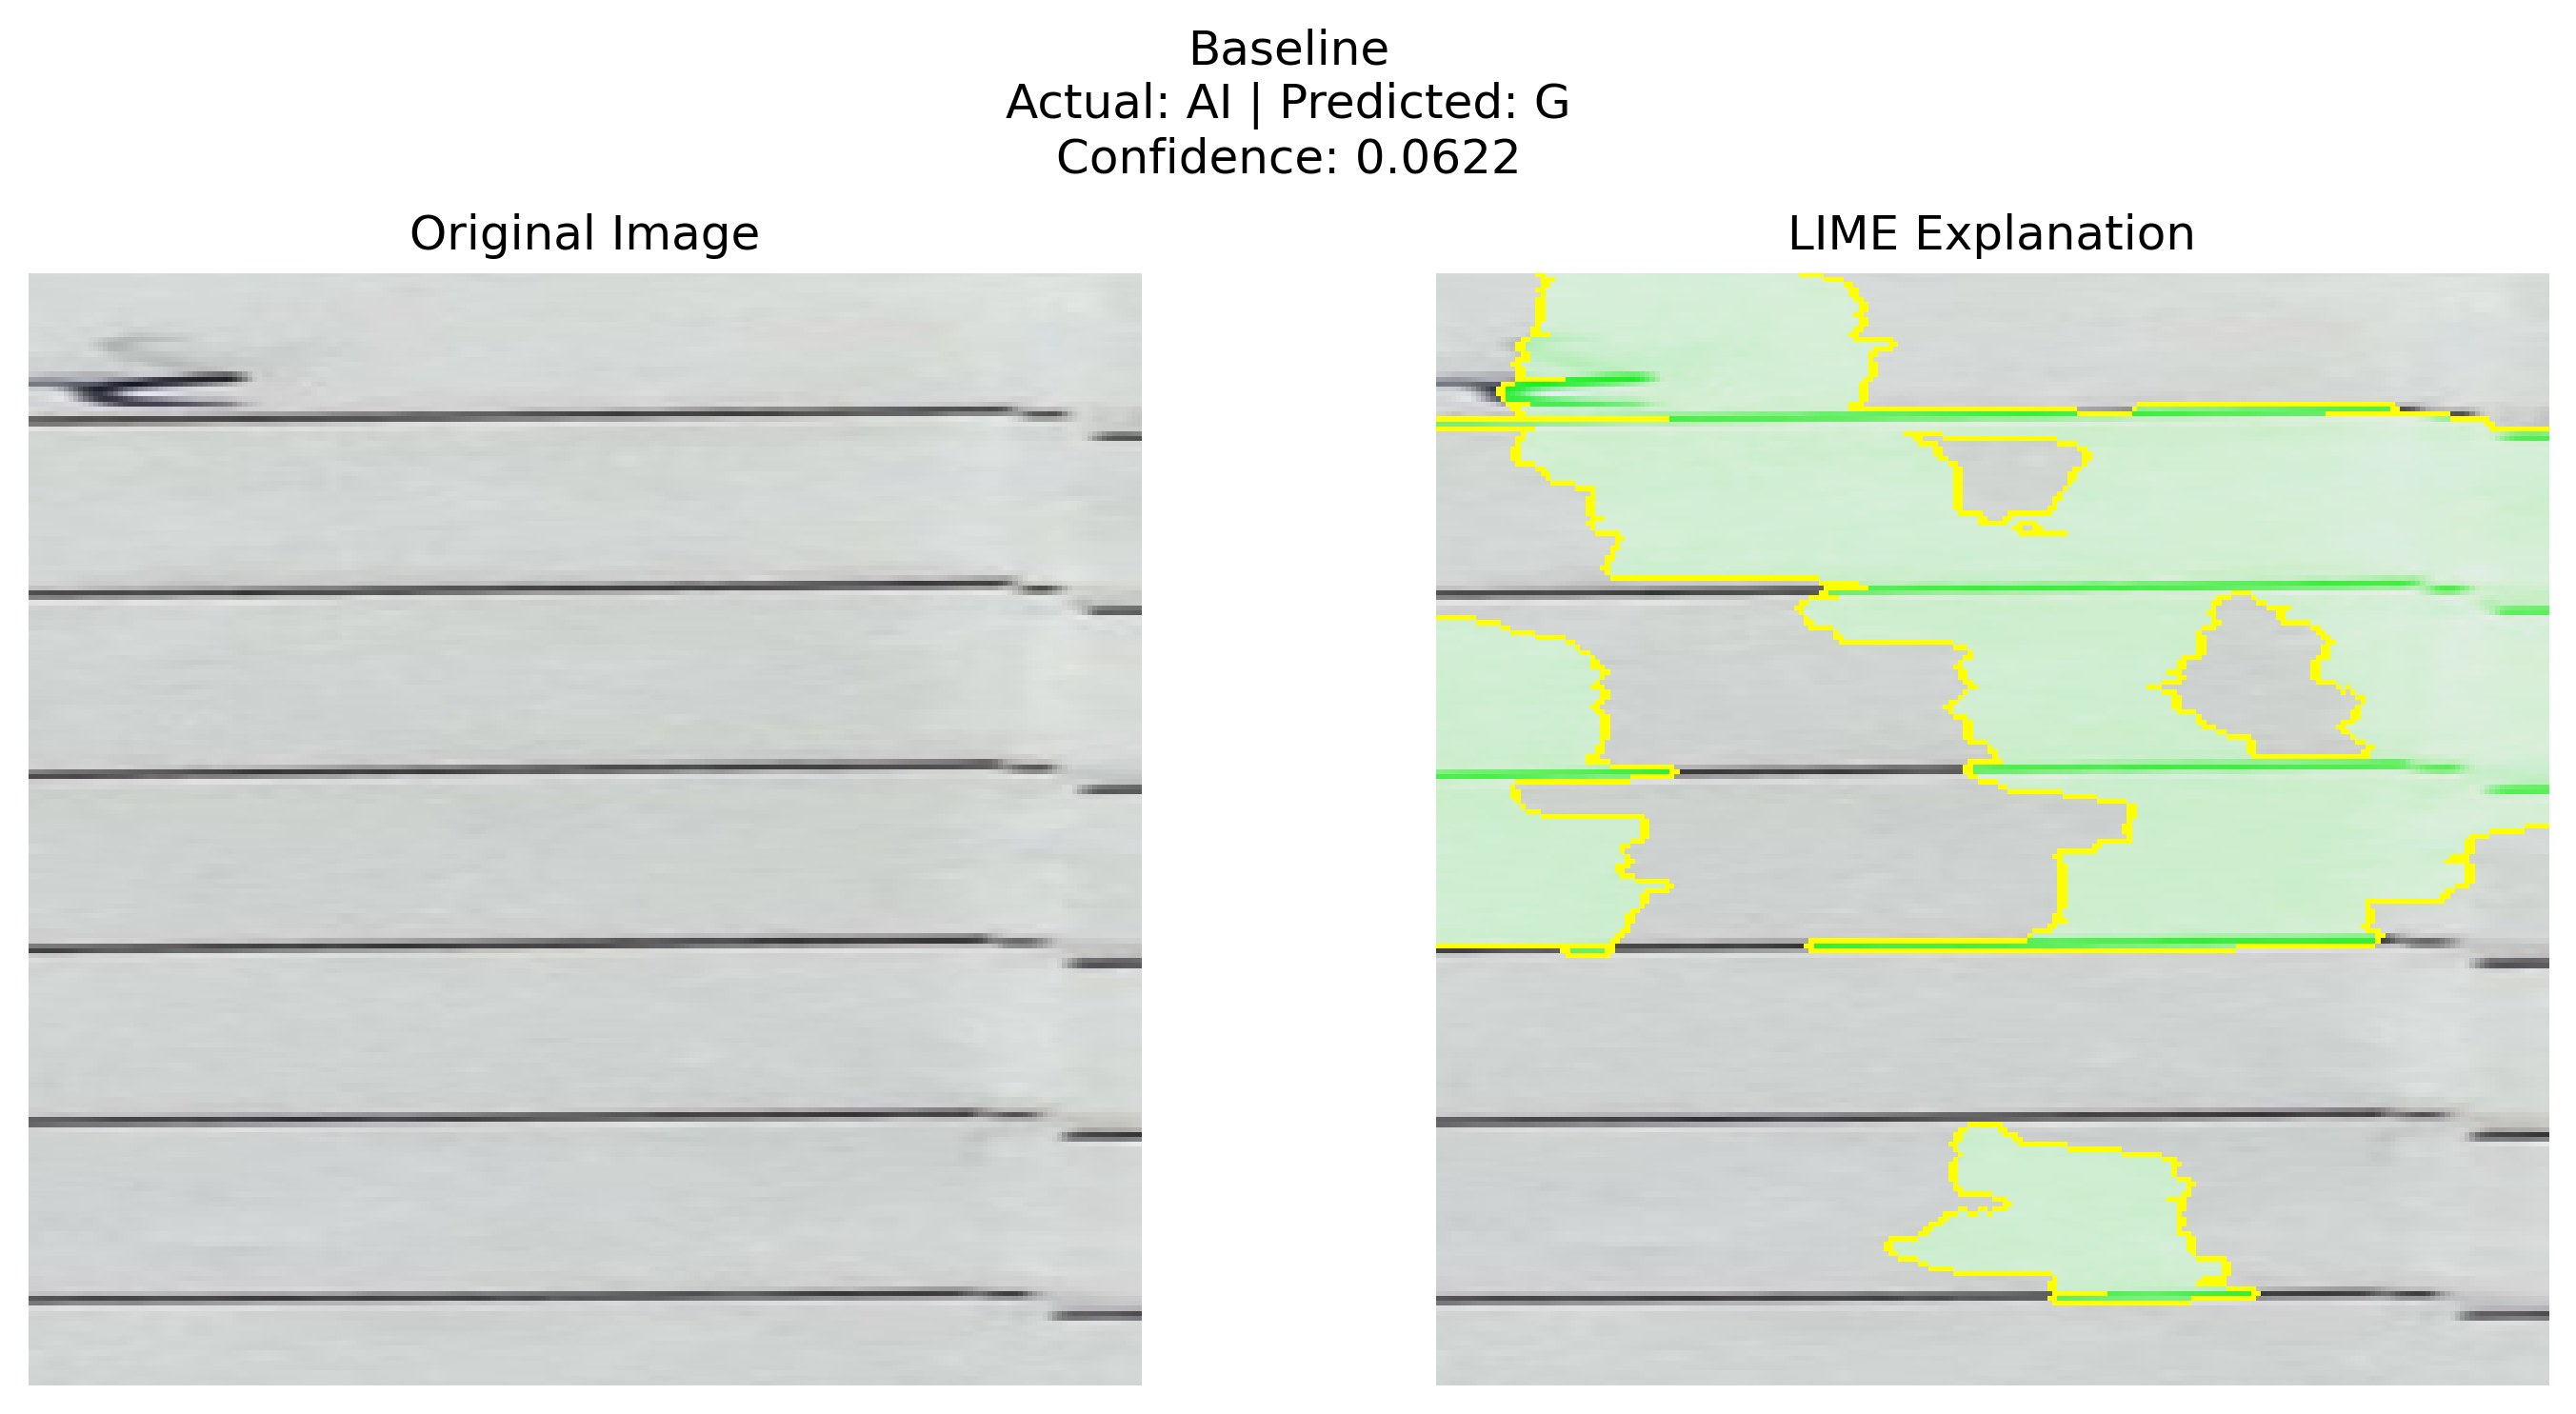 Baseline
Actual: AI | Predicted: G
Confidence: 0.0622
Original Image
LIME Explanation